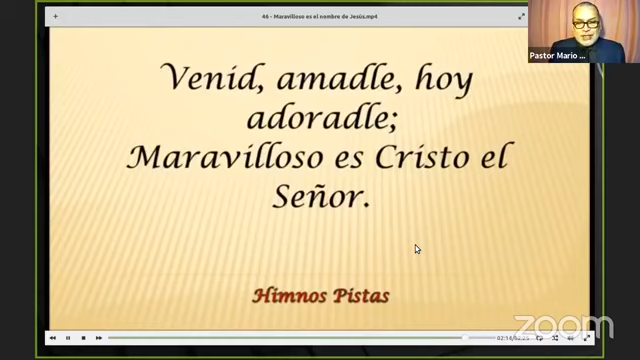 46 - Maravilloso es el nombre de Jesús.mp4
Pastor Mario ...
Venid, amadle, hoy
adoradle;
Maravilloso es Cristo el
Señor.
Himnos Pistas
zoom